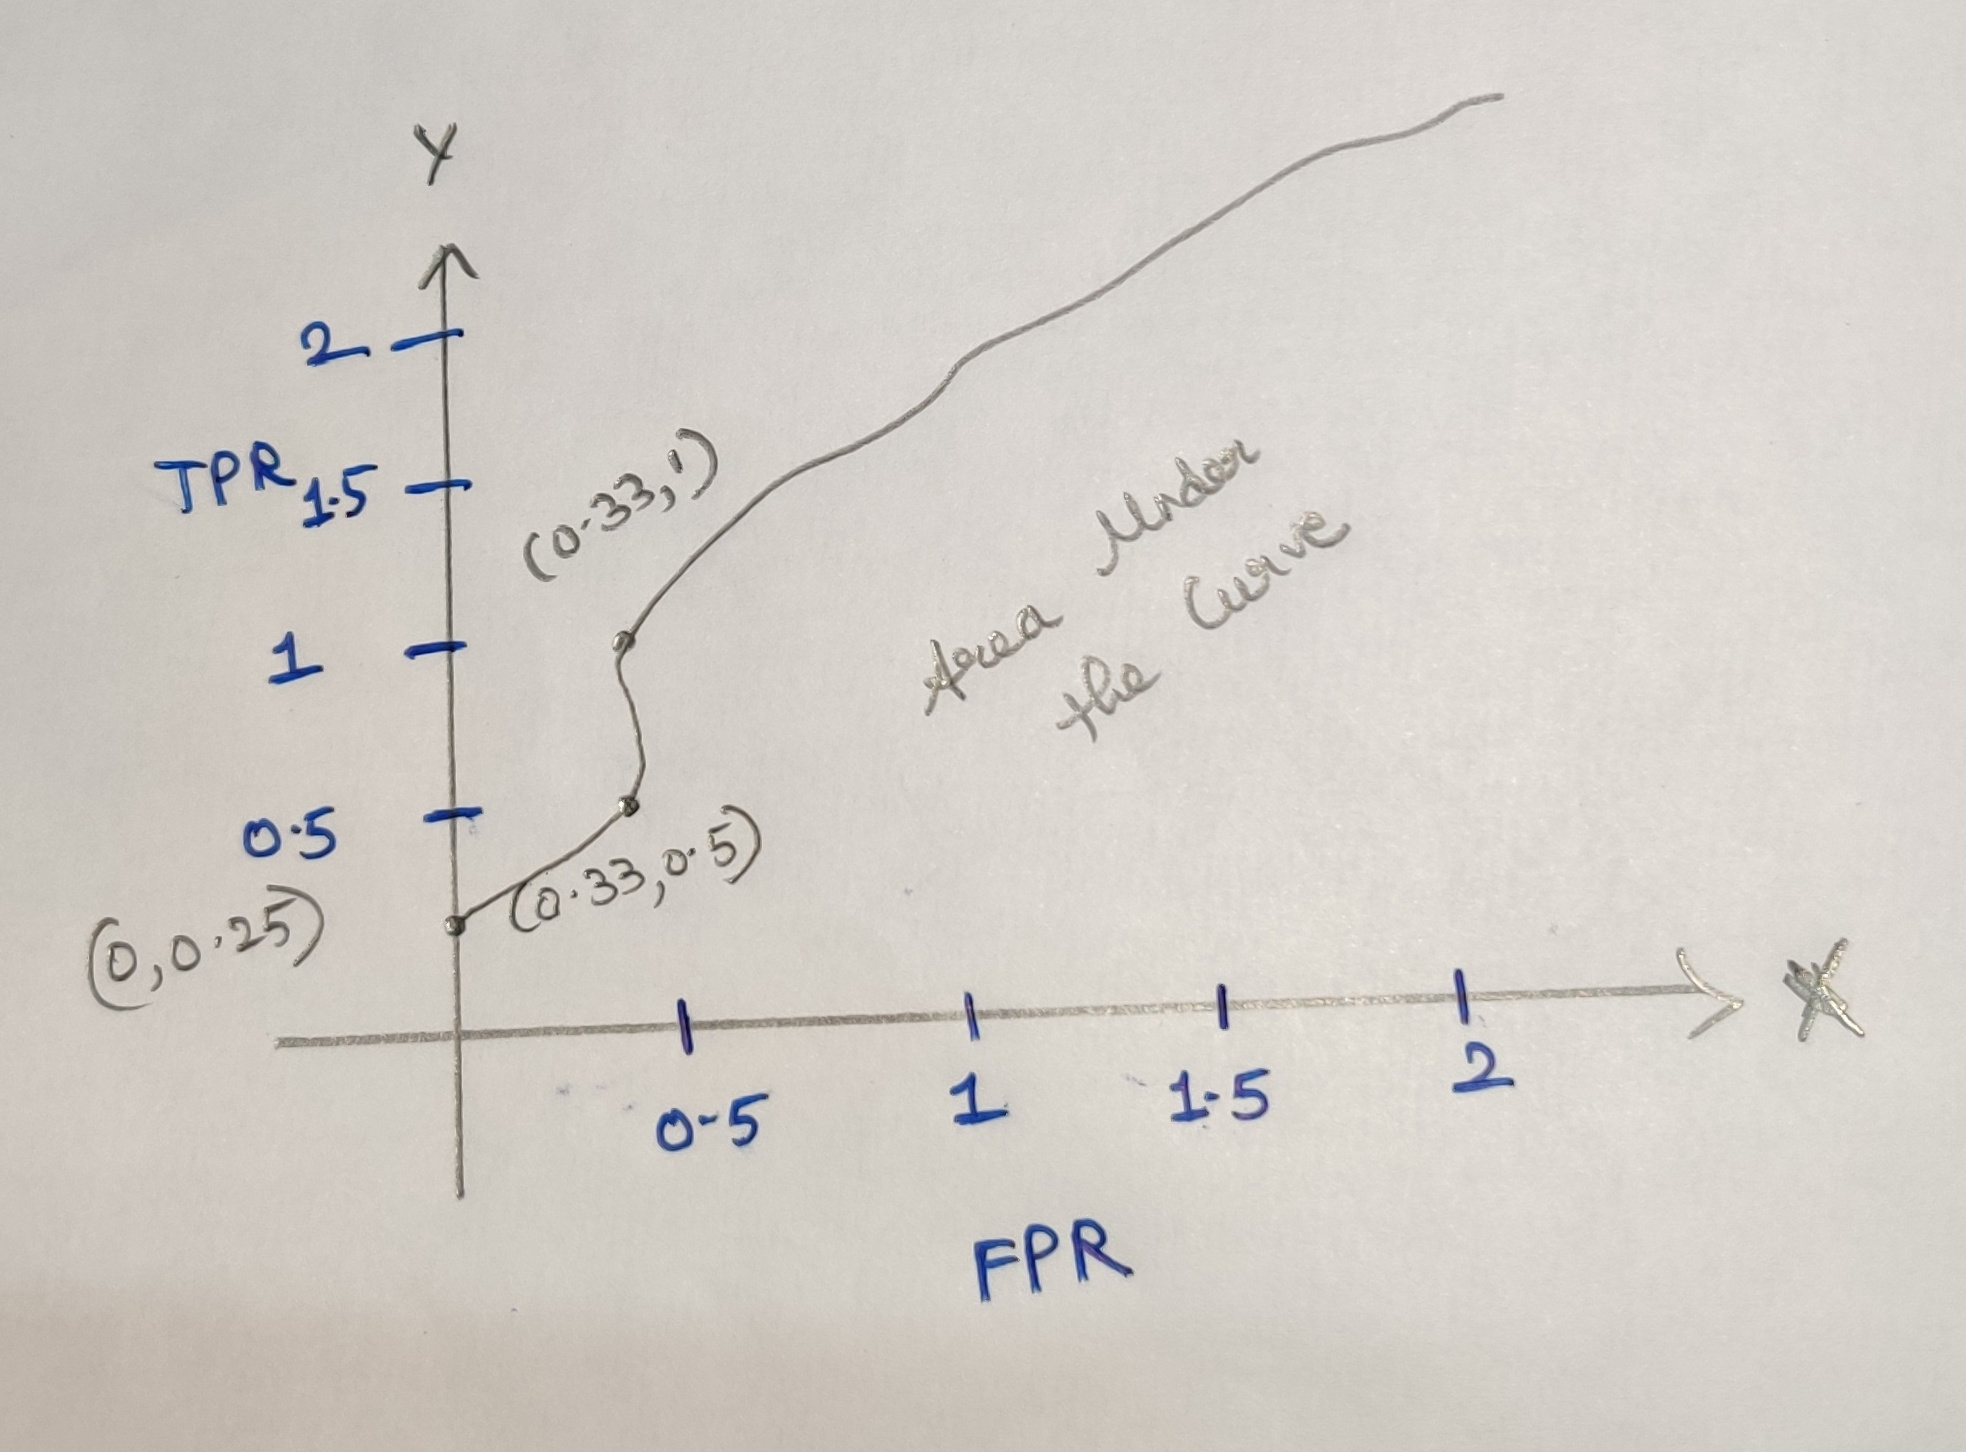 Y
2
TPR
1.5
(0.33,1)
Area Under
the Curve
1
0.5
(0.33,0.5)
(0,0.25)
X
0.5
1
1.5
2
FPR